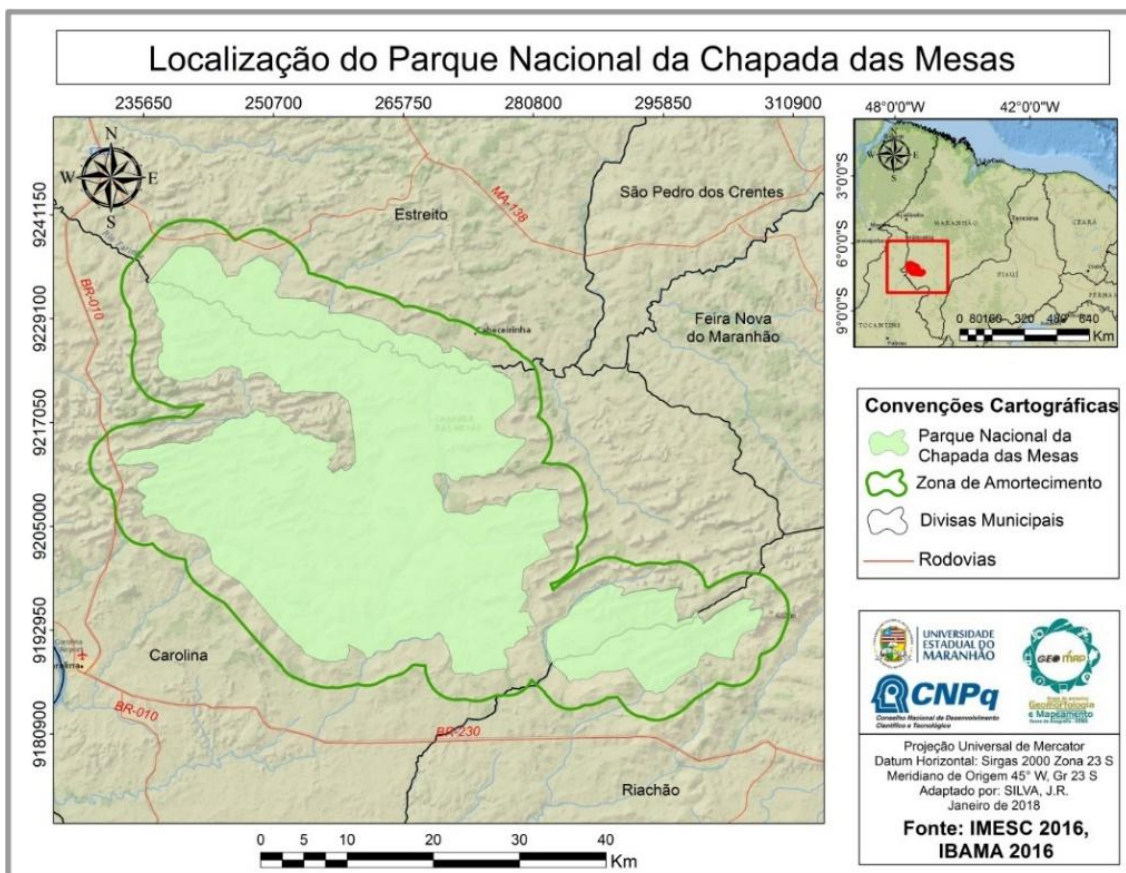 Localização do Parque Nacional da Chapada das Mesas
235650 250700 265750 280800 295850 310900
9241150
9229100
9217050
9205000
9192950
9180900
N
W E
S
Estreito
MA-138
São Pedro dos Crentes
BR-010
Feira Nova
do Maranhão
Cabeceirinha
Carolina
BR-010
BR-230
Riachão
0 5 10 20 30 40
Km
48°0'0"W 42°0'0"W
3°0'0"S
6°0'0"S
9°0'0"S
N
W E
S
MARANHÃO
Teresina
CEARÁ
PIAUÍ
TOCANTINS
0 80160 320 480 640
Km
Convenções Cartográficas
Parque Nacional da
Chapada das Mesas
Zona de Amortecimento
Divisas Municipais
Rodovias
UNIVERSIDADE
ESTADUAL DO
MARANHÃO
GEOMAP
Geomorfologia
e Mapeamento
CNPq
Conselho Nacional de Desenvolvimento
Científico e Tecnológico
Projeção Universal de Mercator
Datum Horizontal: Sirgas 2000 Zona 23 S
Meridiano de Origem 45° W, Gr 23 S
Adaptado por: SILVA, J.R.
Janeiro de 2018
Fonte: IMESC 2016,
IBAMA 2016